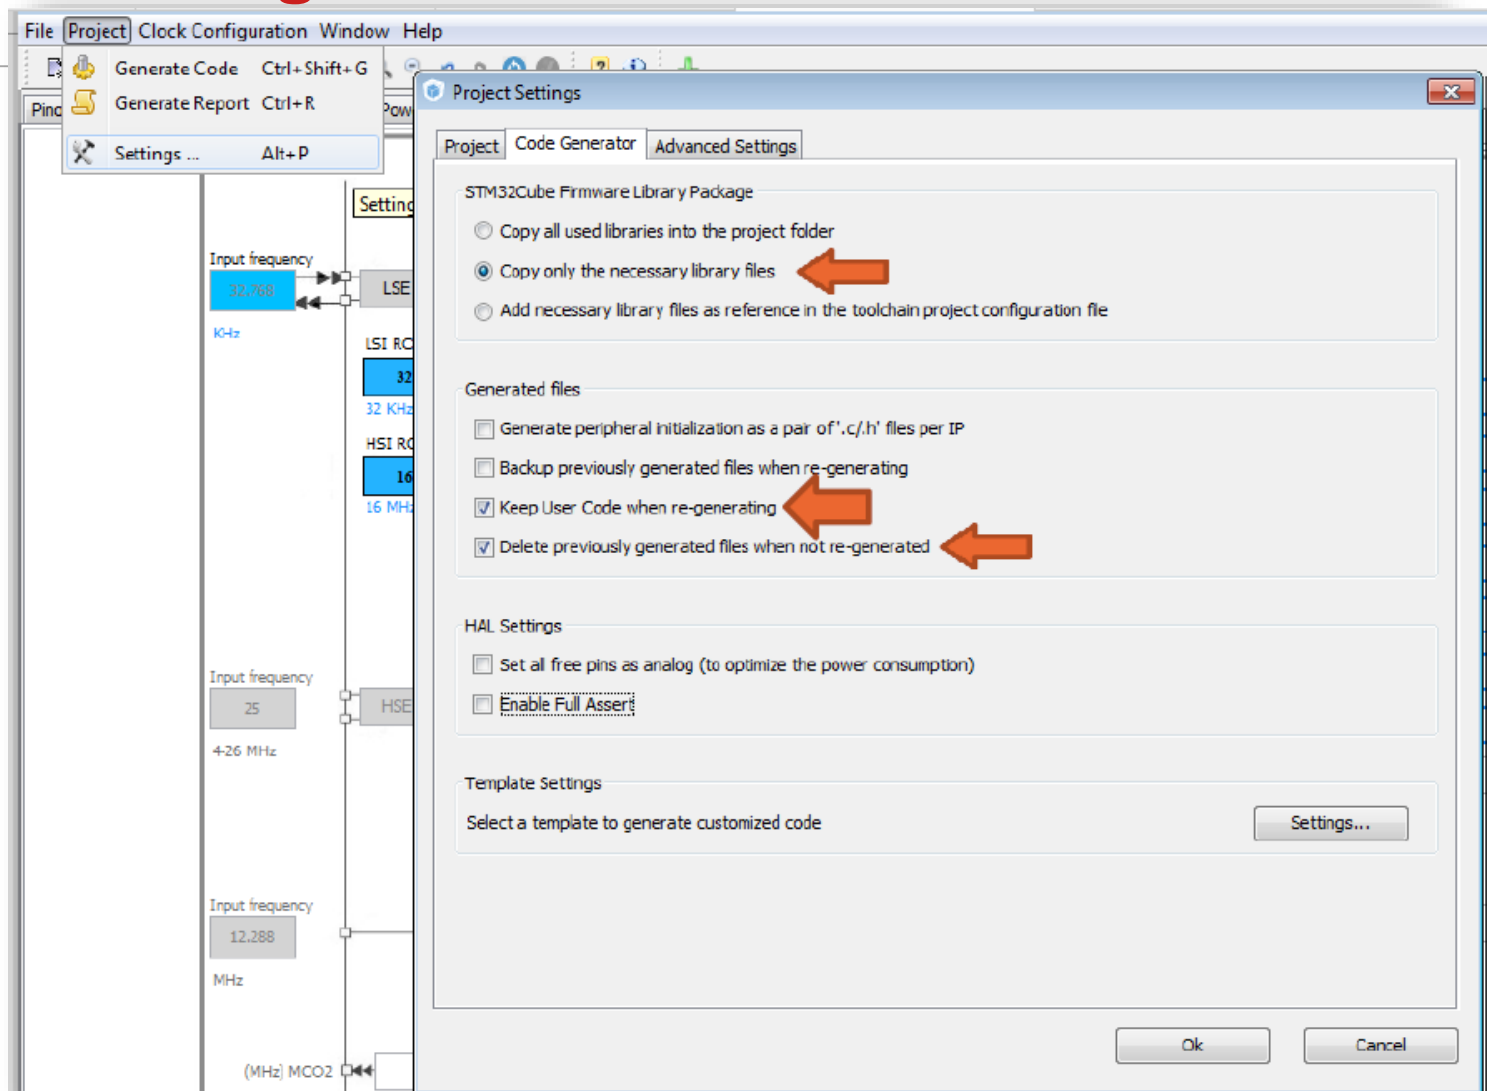 File Project Clock Configuration Window Help
Generate Code Ctrl+Shift+G
Generate Report Ctrl+R
Settings ... Alt+P
Project Settings
Project Code Generator Advanced Settings
STM32Cube Firmware Library Package
Copy all used libraries into the project folder
Copy only the necessary library files
Add necessary library files as reference in the toolchain project configuration file
Generated files
Generate peripheral initialization as a pair of '.c/.h' files per IP
Backup previously generated files when re-generating
Keep User Code when re-generating
Delete previously generated files when not re-generated
HAL Settings
Set all free pins as analog (to optimize the power consumption)
Enable Full Assert
Template Settings
Select a template to generate customized code
Settings...
Ok Cancel
Input frequency
32.768
KHz
LSE
LSI RC
32
32 KHz
HSI RC
16
16 MHz
Input frequency
25
HSE
4-26 MHz
Input frequency
12.288
MHz
(MHz) MCO2